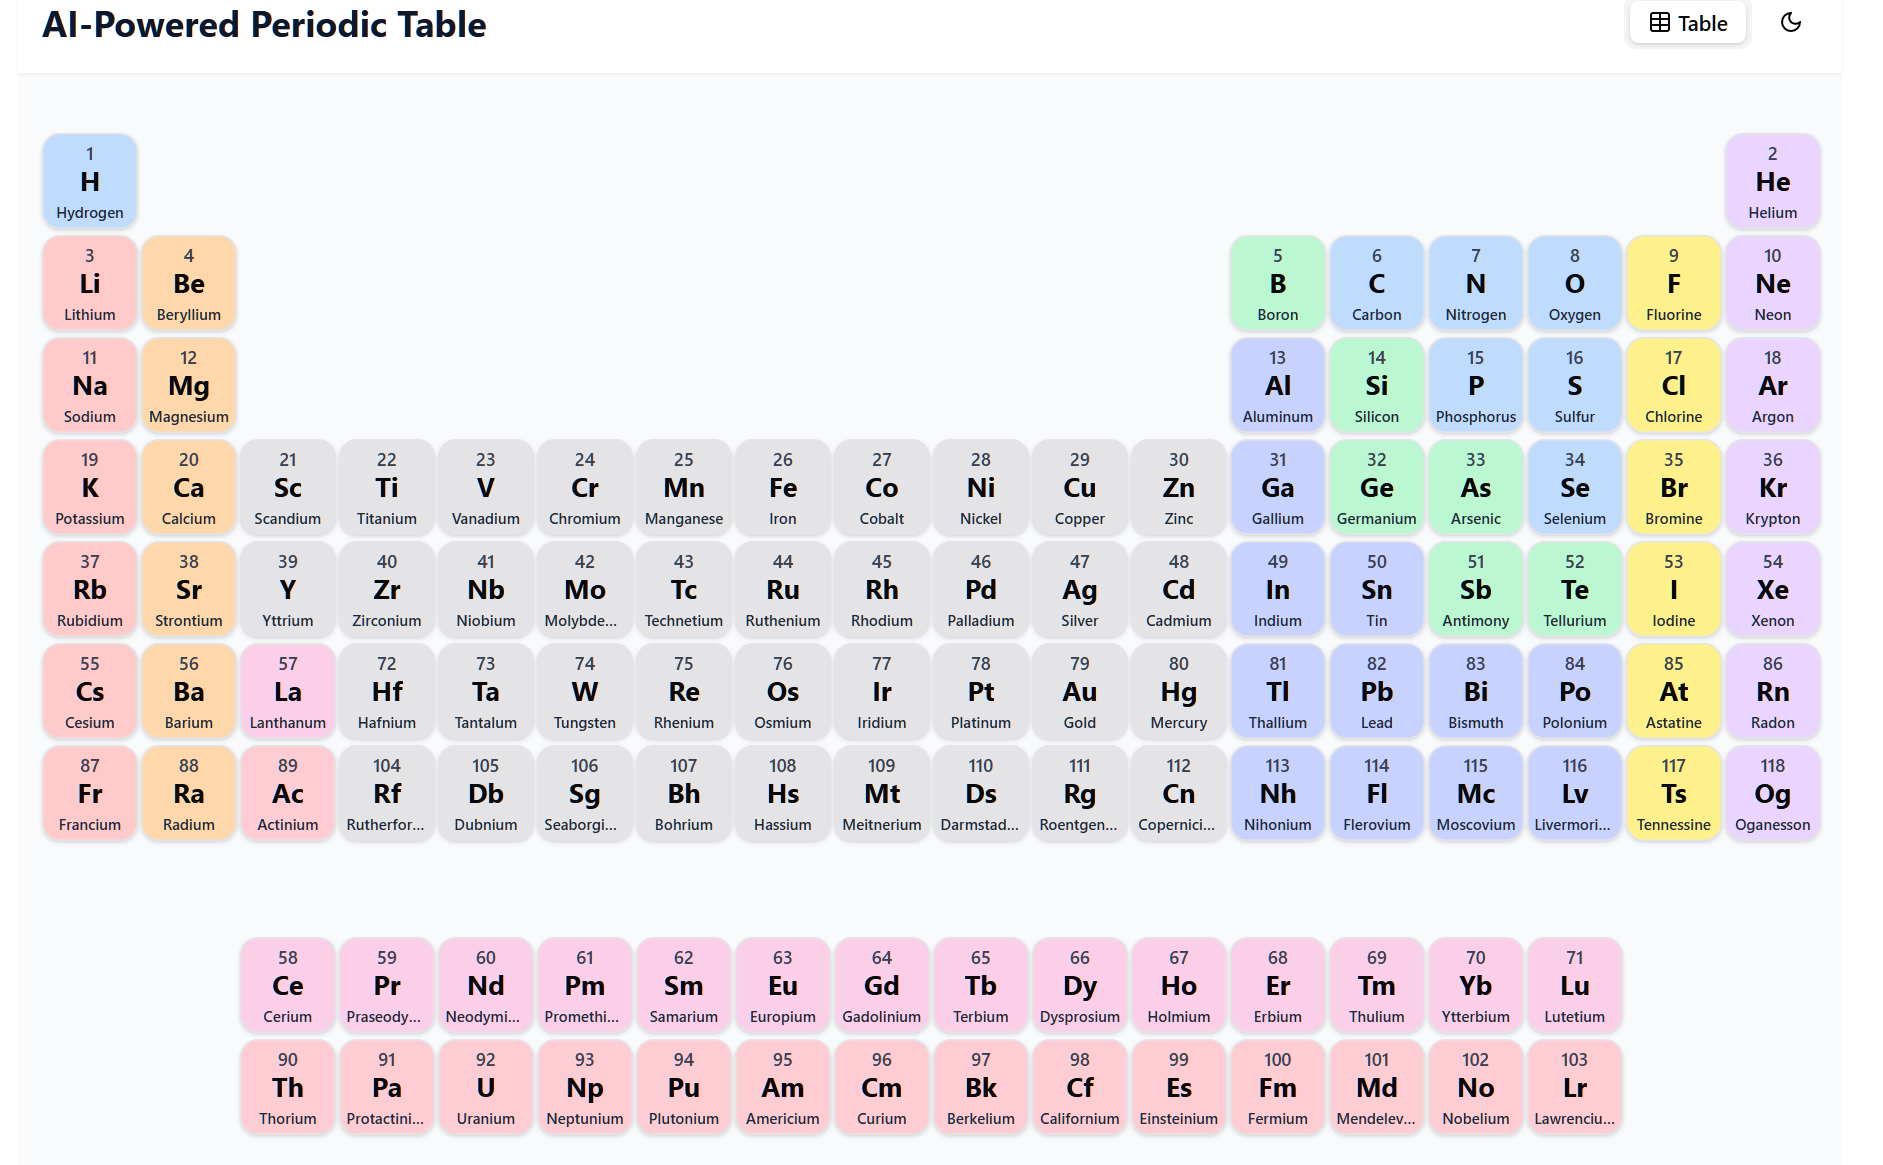 AI-Powered Periodic Table
Table
1 2
H He
Hydrogen Helium
3 4 5 6 7 8 9 10
Li Be B C N O F Ne
Lithium Beryllium Boron Carbon Nitrogen Oxygen Fluorine Neon
11 12 13 14 15 16 17 18
Na Mg Al Si P S Cl Ar
Sodium Magnesium Aluminum Silicon Phosphorus Sulfur Chlorine Argon
19 20 21 22 23 24 25 26 27 28 29 30 31 32 33 34 35 36
K Ca Sc Ti V Cr Mn Fe Co Ni Cu Zn Ga Ge As Se Br Kr
Potassium Calcium Scandium Titanium Vanadium Chromium Manganese Iron Cobalt Nickel Copper Zinc Gallium Germanium Arsenic Selenium Bromine Krypton
37 38 39 40 41 42 43 44 45 46 47 48 49 50 51 52 53 54
Rb Sr Y Zr Nb Mo Tc Ru Rh Pd Ag Cd In Sn Sb Te I Xe
Rubidium Strontium Yttrium Zirconium Niobium Molybde... Technetium Ruthenium Rhodium Palladium Silver Cadmium Indium Tin Antimony Tellurium Iodine Xenon
55 56 57 72 73 74 75 76 77 78 79 80 81 82 83 84 85 86
Cs Ba La Hf Ta W Re Os Ir Pt Au Hg Tl Pb Bi Po At Rn
Cesium Barium Lanthanum Hafnium Tantalum Tungsten Rhenium Osmium Iridium Platinum Gold Mercury Thallium Lead Bismuth Polonium Astatine Radon
87 88 89 104 105 106 107 108 109 110 111 112 113 114 115 116 117 118
Fr Ra Ac Rf Db Sg Bh Hs Mt Ds Rg Cn Nh Fl Mc Lv Ts Og
Francium Radium Actinium Rutherfor... Dubnium Seaborgi... Bohrium Hassium Meitnerium Darmstad... Roentgen... Copernici... Nihonium Flerovium Moscovium Livermori... Tennessine Oganesson
58 59 60 61 62 63 64 65 66 67 68 69 70 71
Ce Pr Nd Pm Sm Eu Gd Tb Dy Ho Er Tm Yb Lu
Cerium Praseody... Neodymi... Promethi... Samarium Europium Gadolinium Terbium Dysprosium Holmium Erbium Thulium Ytterbium Lutetium
90 91 92 93 94 95 96 97 98 99 100 101 102 103
Th Pa U Np Pu Am Cm Bk Cf Es Fm Md No Lr
Thorium Protactini... Uranium Neptunium Plutonium Americium Curium Berkelium Californium Einsteinium Fermium Mendelev... Nobelium Lawrenciu...